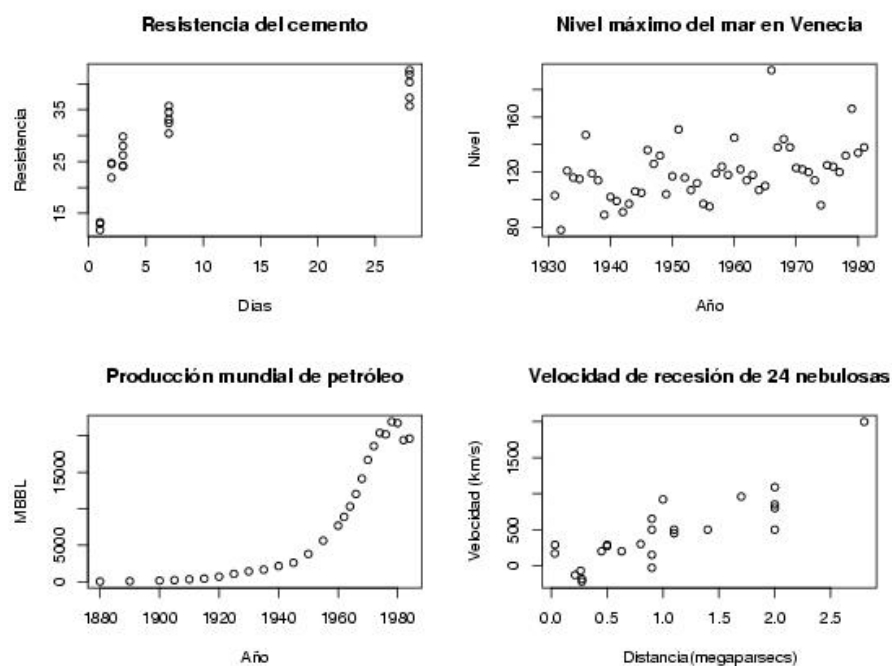 Resistencia del cemento
Resistencia
15 25 35
0 5 10 15 20 25
Dias
Nivel máximo del mar en Venecia
Nivel
80 120 160
1930 1940 1950 1960 1970 1980
Año
Producción mundial de petróleo
MBBL
0 5000 15000
1880 1900 1920 1940 1960 1980
Año
Velocidad de recesión de 24 nebulosas
Velocidad (km/s)
0 500 1500
0.0 0.5 1.0 1.5 2.0 2.5
Distancia(megaparsecs)